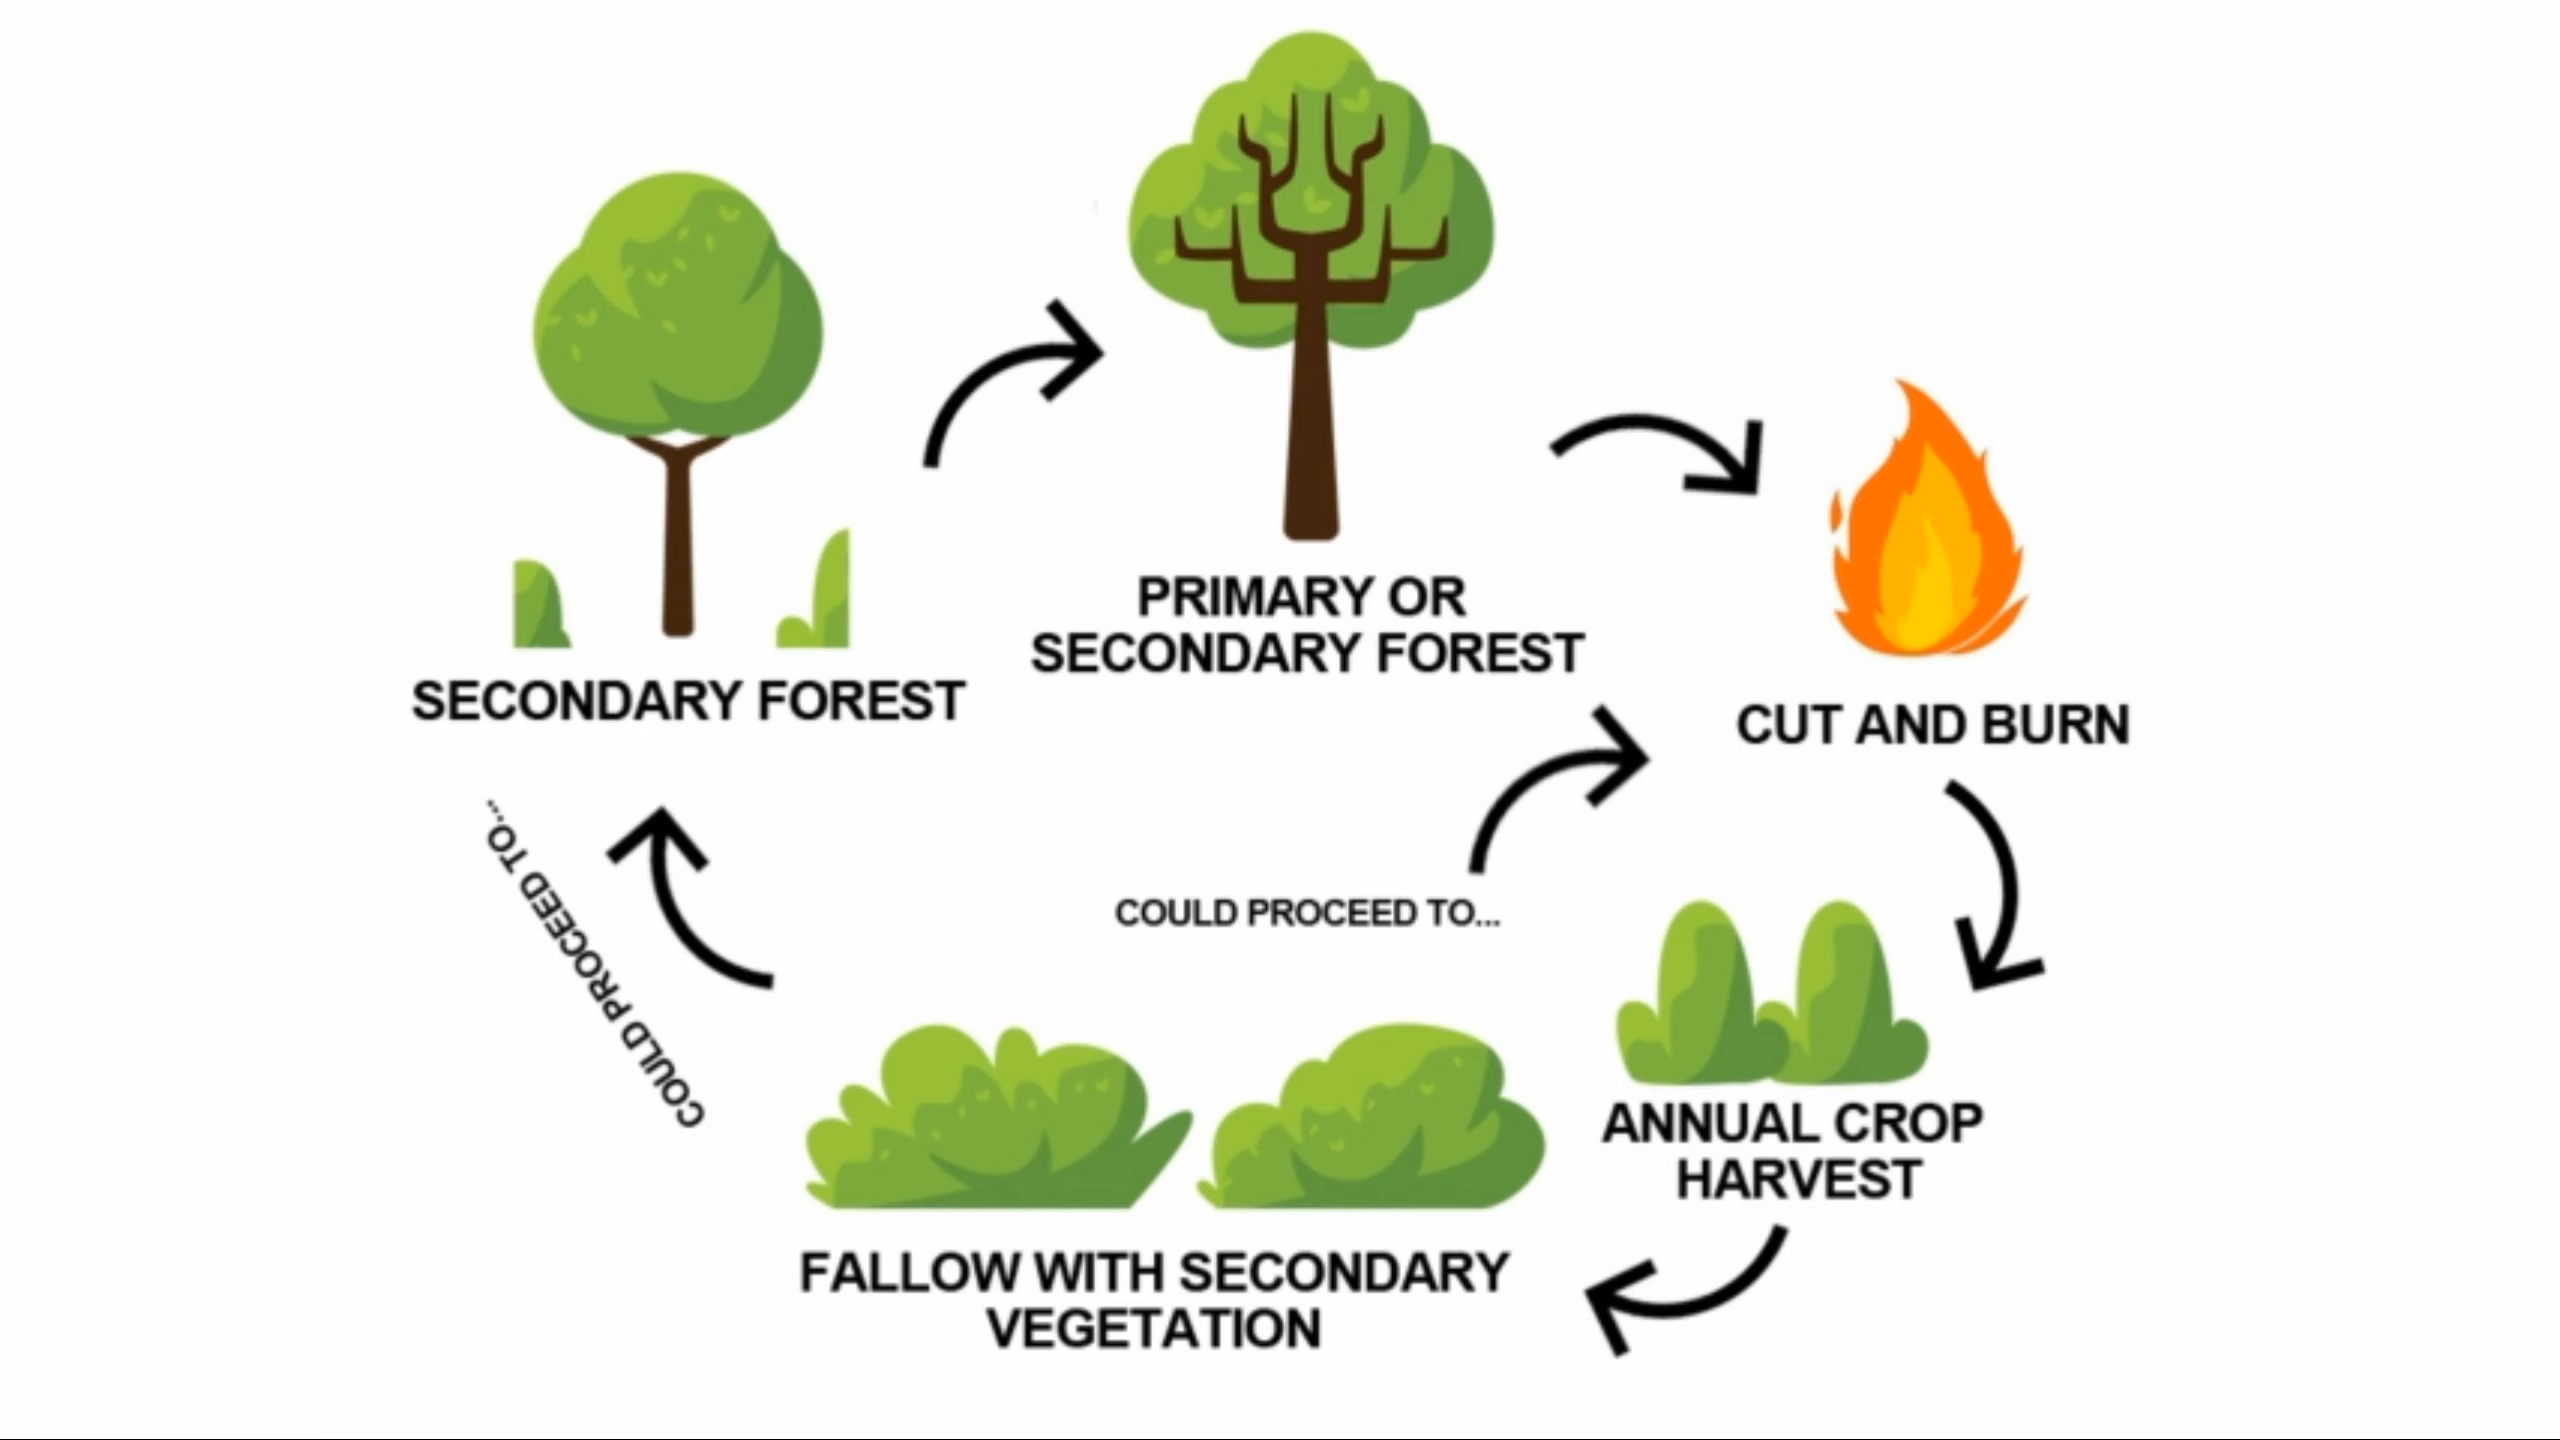 PRIMARY OR
SECONDARY FOREST
SECONDARY FOREST
CUT AND BURN
COULD PROCEED TO...
COULD PROCEED TO...
ANNUAL CROP
HARVEST
FALLOW WITH SECONDARY
VEGETATION